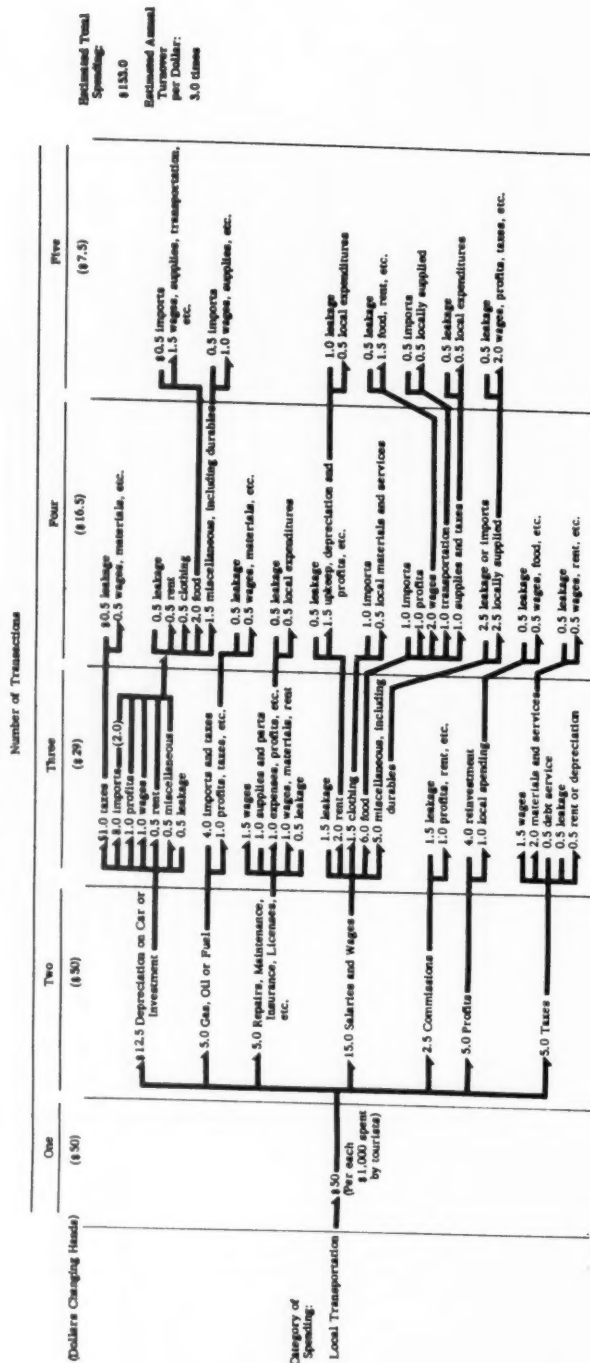 Number of Transactions
(Dollars Changing Hands)
One
Two
Three
Four
Five
($50)
($50)
($29)
($16.5)
($7.5)
Estimated Total
Spending:
$153.0
Estimated Annual
Turnover
per Dollar:
3.0 times
Category of
Spending:
Local Transportation
$50
(Per each
$1,000 spent
by tourists)
$12.5 Depreciation on Car or
Investment
5.0 Gas, Oil or Fuel
5.0 Repairs, Maintenance,
Insurance, Licenses,
etc.
15.0 Salaries and Wages
2.5 Commissions
5.0 Profits
5.0 Taxes
$1.0 taxes
8.0 imports (2.0)
1.0 profits
1.0 wages
0.5 rent
0.5 miscellaneous
0.5 leakage
4.0 imports and taxes
1.0 profits, taxes, etc.
1.5 wages
1.0 supplies and parts
1.0 expenses, profits, etc.
1.0 wages, materials, rent
0.5 leakage
1.5 leakage
2.0 rent
1.5 clothing
6.0 food
5.0 miscellaneous, including
durables
1.5 leakage
1.0 profits, rent, etc.
4.0 reinvestment
1.0 local spending
1.5 wages
2.0 materials and services
0.5 debt service
0.5 leakage
0.5 rent or depreciation
$0.5 leakage
0.5 wages, materials, etc.
0.5 leakage
0.5 rent
0.5 clothing
2.0 food
1.5 miscellaneous, including durables
0.5 leakage
0.5 wages, materials, etc.
0.5 leakage
0.5 local expenditures
0.5 leakage
1.5 upkeep, depreciation and
profits, etc.
1.0 imports
0.5 local materials and services
1.0 imports
1.0 profits
2.0 wages
1.0 transportation
1.0 supplies and taxes
2.5 leakage or imports
2.5 locally supplied
0.5 leakage
0.5 wages, food, etc.
0.5 leakage
0.5 wages, rent, etc.
$0.5 imports
1.5 wages, supplies, transportation,
etc.
0.5 imports
1.0 wages, supplies, etc.
1.0 leakage
0.5 local expenditures
0.5 leakage
1.5 food, rent, etc.
0.5 imports
0.5 locally supplied
0.5 leakage
0.5 local expenditures
0.5 leakage
2.0 wages, profits, taxes, etc.